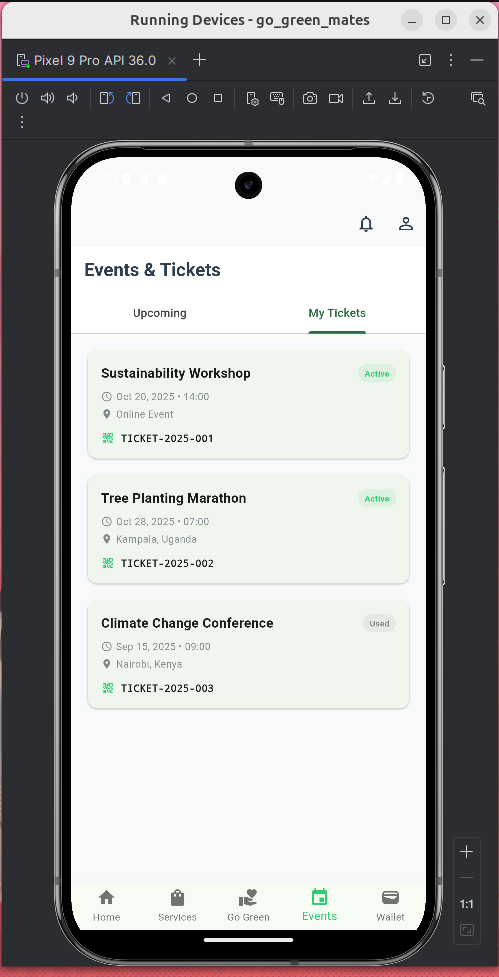 Running Devices - go_green_mates
Pixel 9 Pro API 36.0
Events & Tickets
Upcoming
My Tickets
Sustainability Workshop
Active
Oct 20, 2025 • 14:00
Online Event
TICKET-2025-001
Tree Planting Marathon
Active
Oct 28, 2025 • 07:00
Kampala, Uganda
TICKET-2025-002
Climate Change Conference
Used
Sep 15, 2025 • 09:00
Nairobi, Kenya
TICKET-2025-003
Home
Services
Go Green
Events
Wallet
1:1